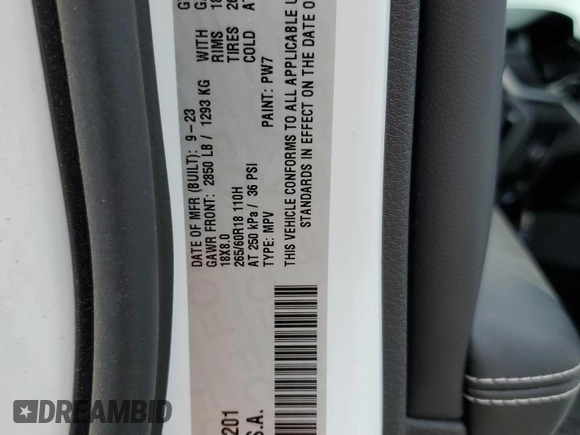 DATE OF MFR (BUILT): 9-23
GAWR FRONT: 2850 LB / 1293 KG WITH
18X8.0 RIMS
265/60R18 110H TIRES
AT 250 kPa / 36 PSI COLD
TYPE: MPV PAINT: PW7
THIS VEHICLE CONFORMS TO ALL APPLICABLE
STANDARDS IN EFFECT ON THE DATE O
201
S.A.
DREAMBID